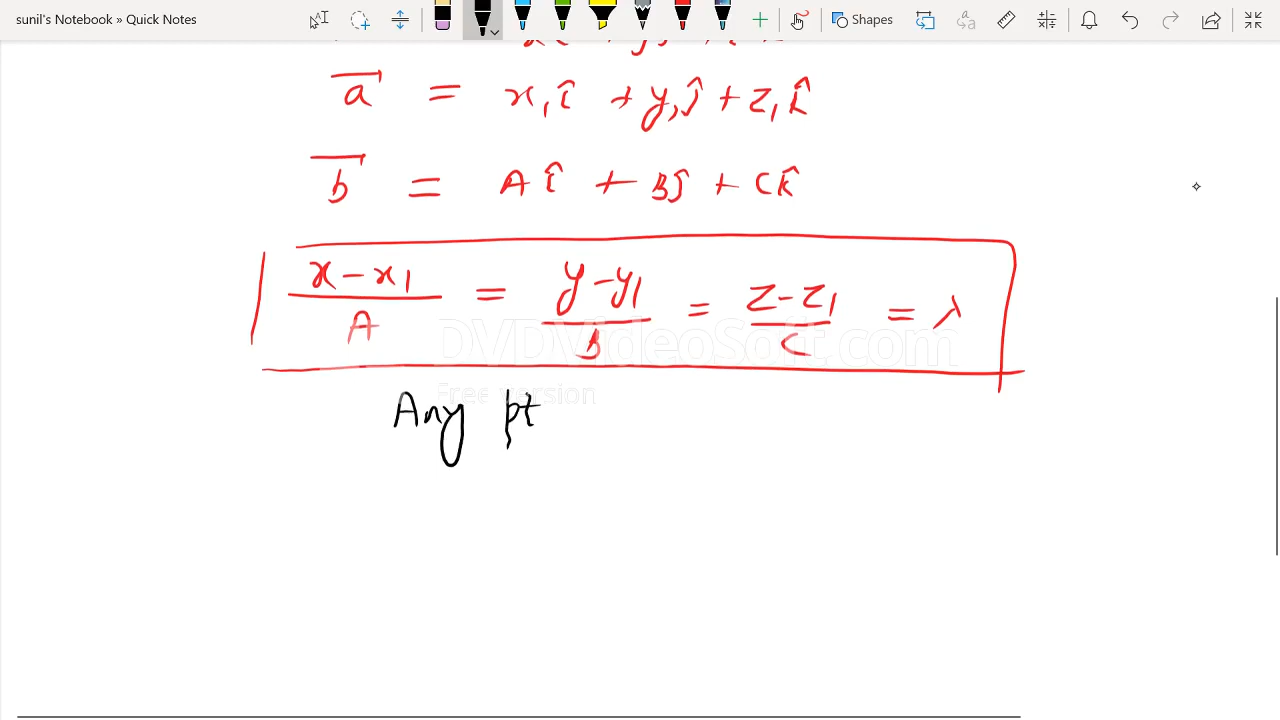 sunil's Notebook » Quick Notes
Shapes
a = x₁î + y₁ĵ + z₁k̂
b = Aî + Bĵ + Ck̂
x - x₁ / A = y - y₁ / B = z - z₁ / C = λ
DVDVideoSoft.com
Free version
Any pt